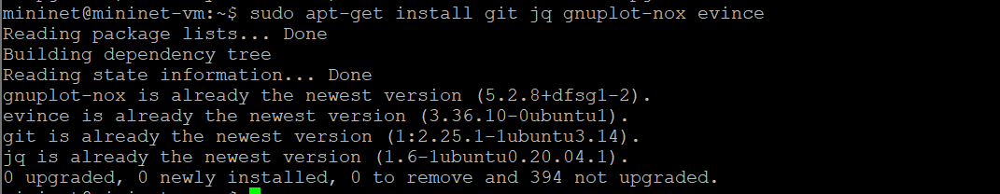 mininet@mininet-vm:~$ sudo apt-get install git jq gnuplot-nox evince
Reading package lists... Done
Building dependency tree
Reading state information... Done
gnuplot-nox is already the newest version (5.2.8+dfsg1-2).
evince is already the newest version (3.36.10-0ubuntu1).
git is already the newest version (1:2.25.1-1ubuntu3.14).
jq is already the newest version (1.6-1ubuntu0.20.04.1).
0 upgraded, 0 newly installed, 0 to remove and 394 not upgraded.
mininet@mininet-vm:~$